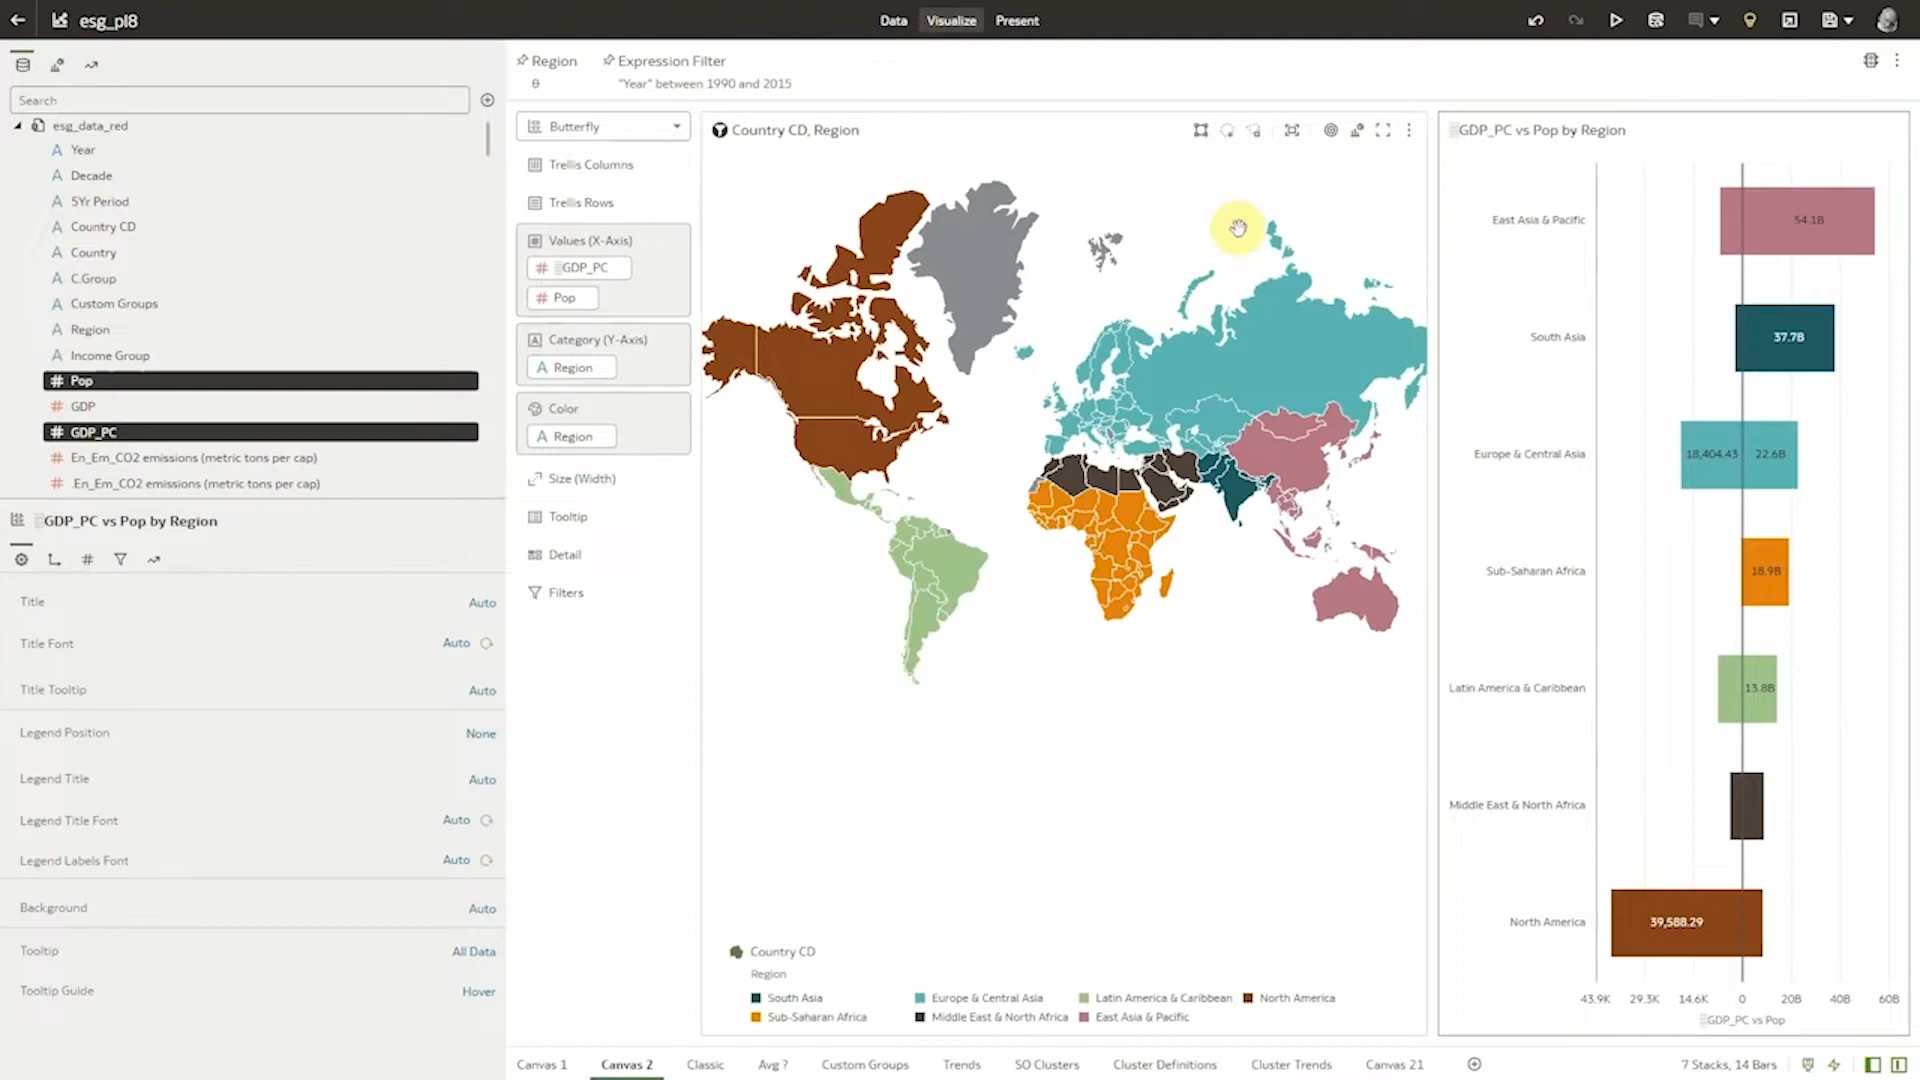 esg_pl8
Data
Visualize
Present
Search
esg_data_red
Year
Decade
5Yr Period
Country CD
Country
C.Group
Custom Groups
Region
Income Group
Pop
GDP
GDP_PC
En_Em_CO2 emissions (metric tons per cap)
.En_Em_CO2 emissions (metric tons per cap)
GDP_PC vs Pop by Region
Title
Auto
Title Font
Auto
Title Tooltip
Auto
Legend Position
None
Legend Title
Auto
Legend Title Font
Auto
Legend Labels Font
Auto
Background
Auto
Tooltip
All Data
Tooltip Guide
Hover
Region
0
Expression Filter
"Year" between 1990 and 2015
Butterfly
Trellis Columns
Trellis Rows
Values (X-Axis)
GDP_PC
Pop
Category (Y-Axis)
Region
Color
Region
Size (Width)
Tooltip
Detail
Filters
Country CD, Region
Country CD
Region
South Asia
Europe & Central Asia
Latin America & Caribbean
North America
Sub-Saharan Africa
Middle East & North Africa
East Asia & Pacific
GDP_PC vs Pop by Region
East Asia & Pacific
54.1B
South Asia
37.7B
Europe & Central Asia
18,404.43
22.6B
Sub-Saharan Africa
18.9B
Latin America & Caribbean
13.8B
Middle East & North Africa
North America
39,588.29
43.9K
29.3K
14.6K
0
20B
40B
60B
GDP_PC vs Pop
Canvas 1
Canvas 2
Classic
Avg ?
Custom Groups
Trends
SO Clusters
Cluster Definitions
Cluster Trends
Canvas 21
7 Stacks, 14 Bars